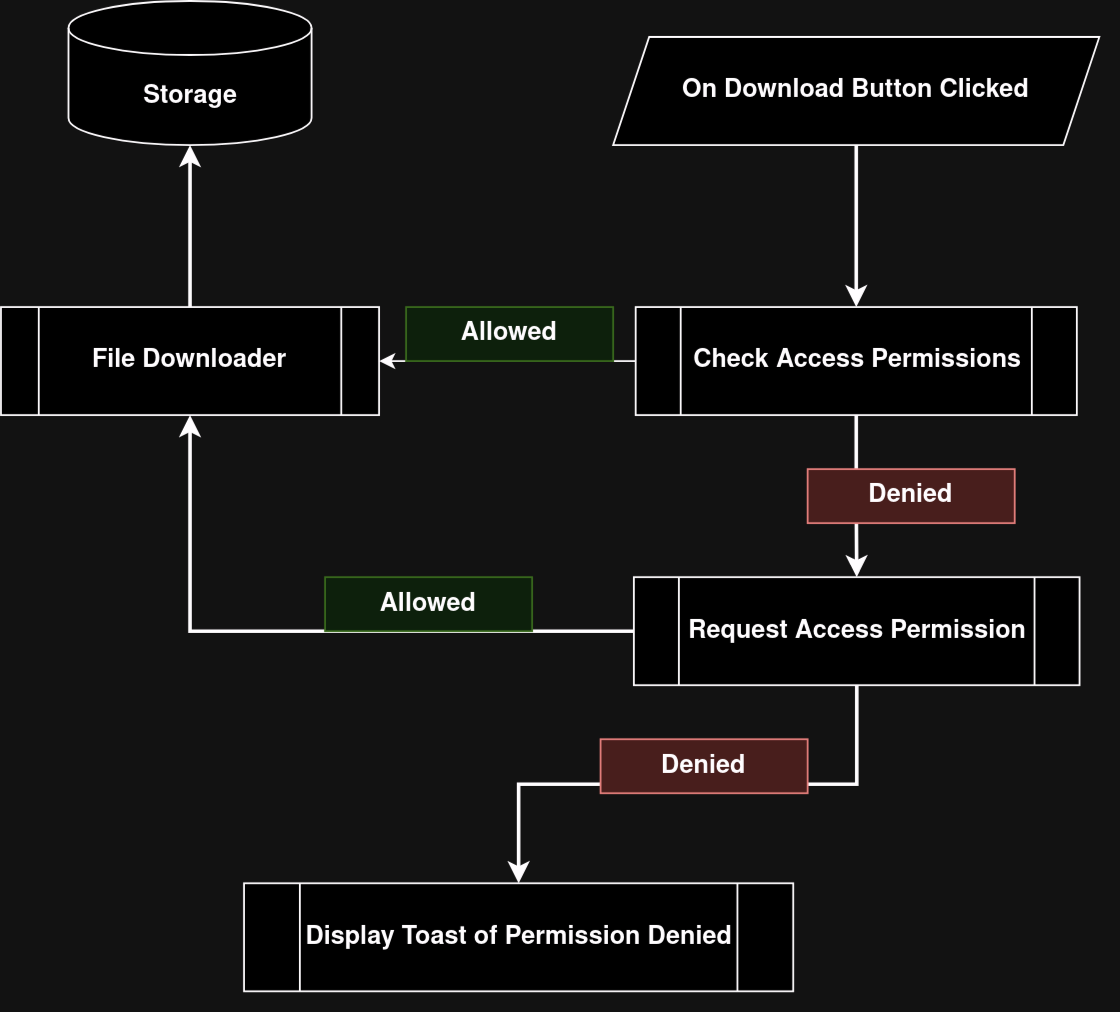 Storage
On Download Button Clicked
File Downloader
Allowed
Check Access Permissions
Denied
Allowed
Request Access Permission
Denied
Display Toast of Permission Denied